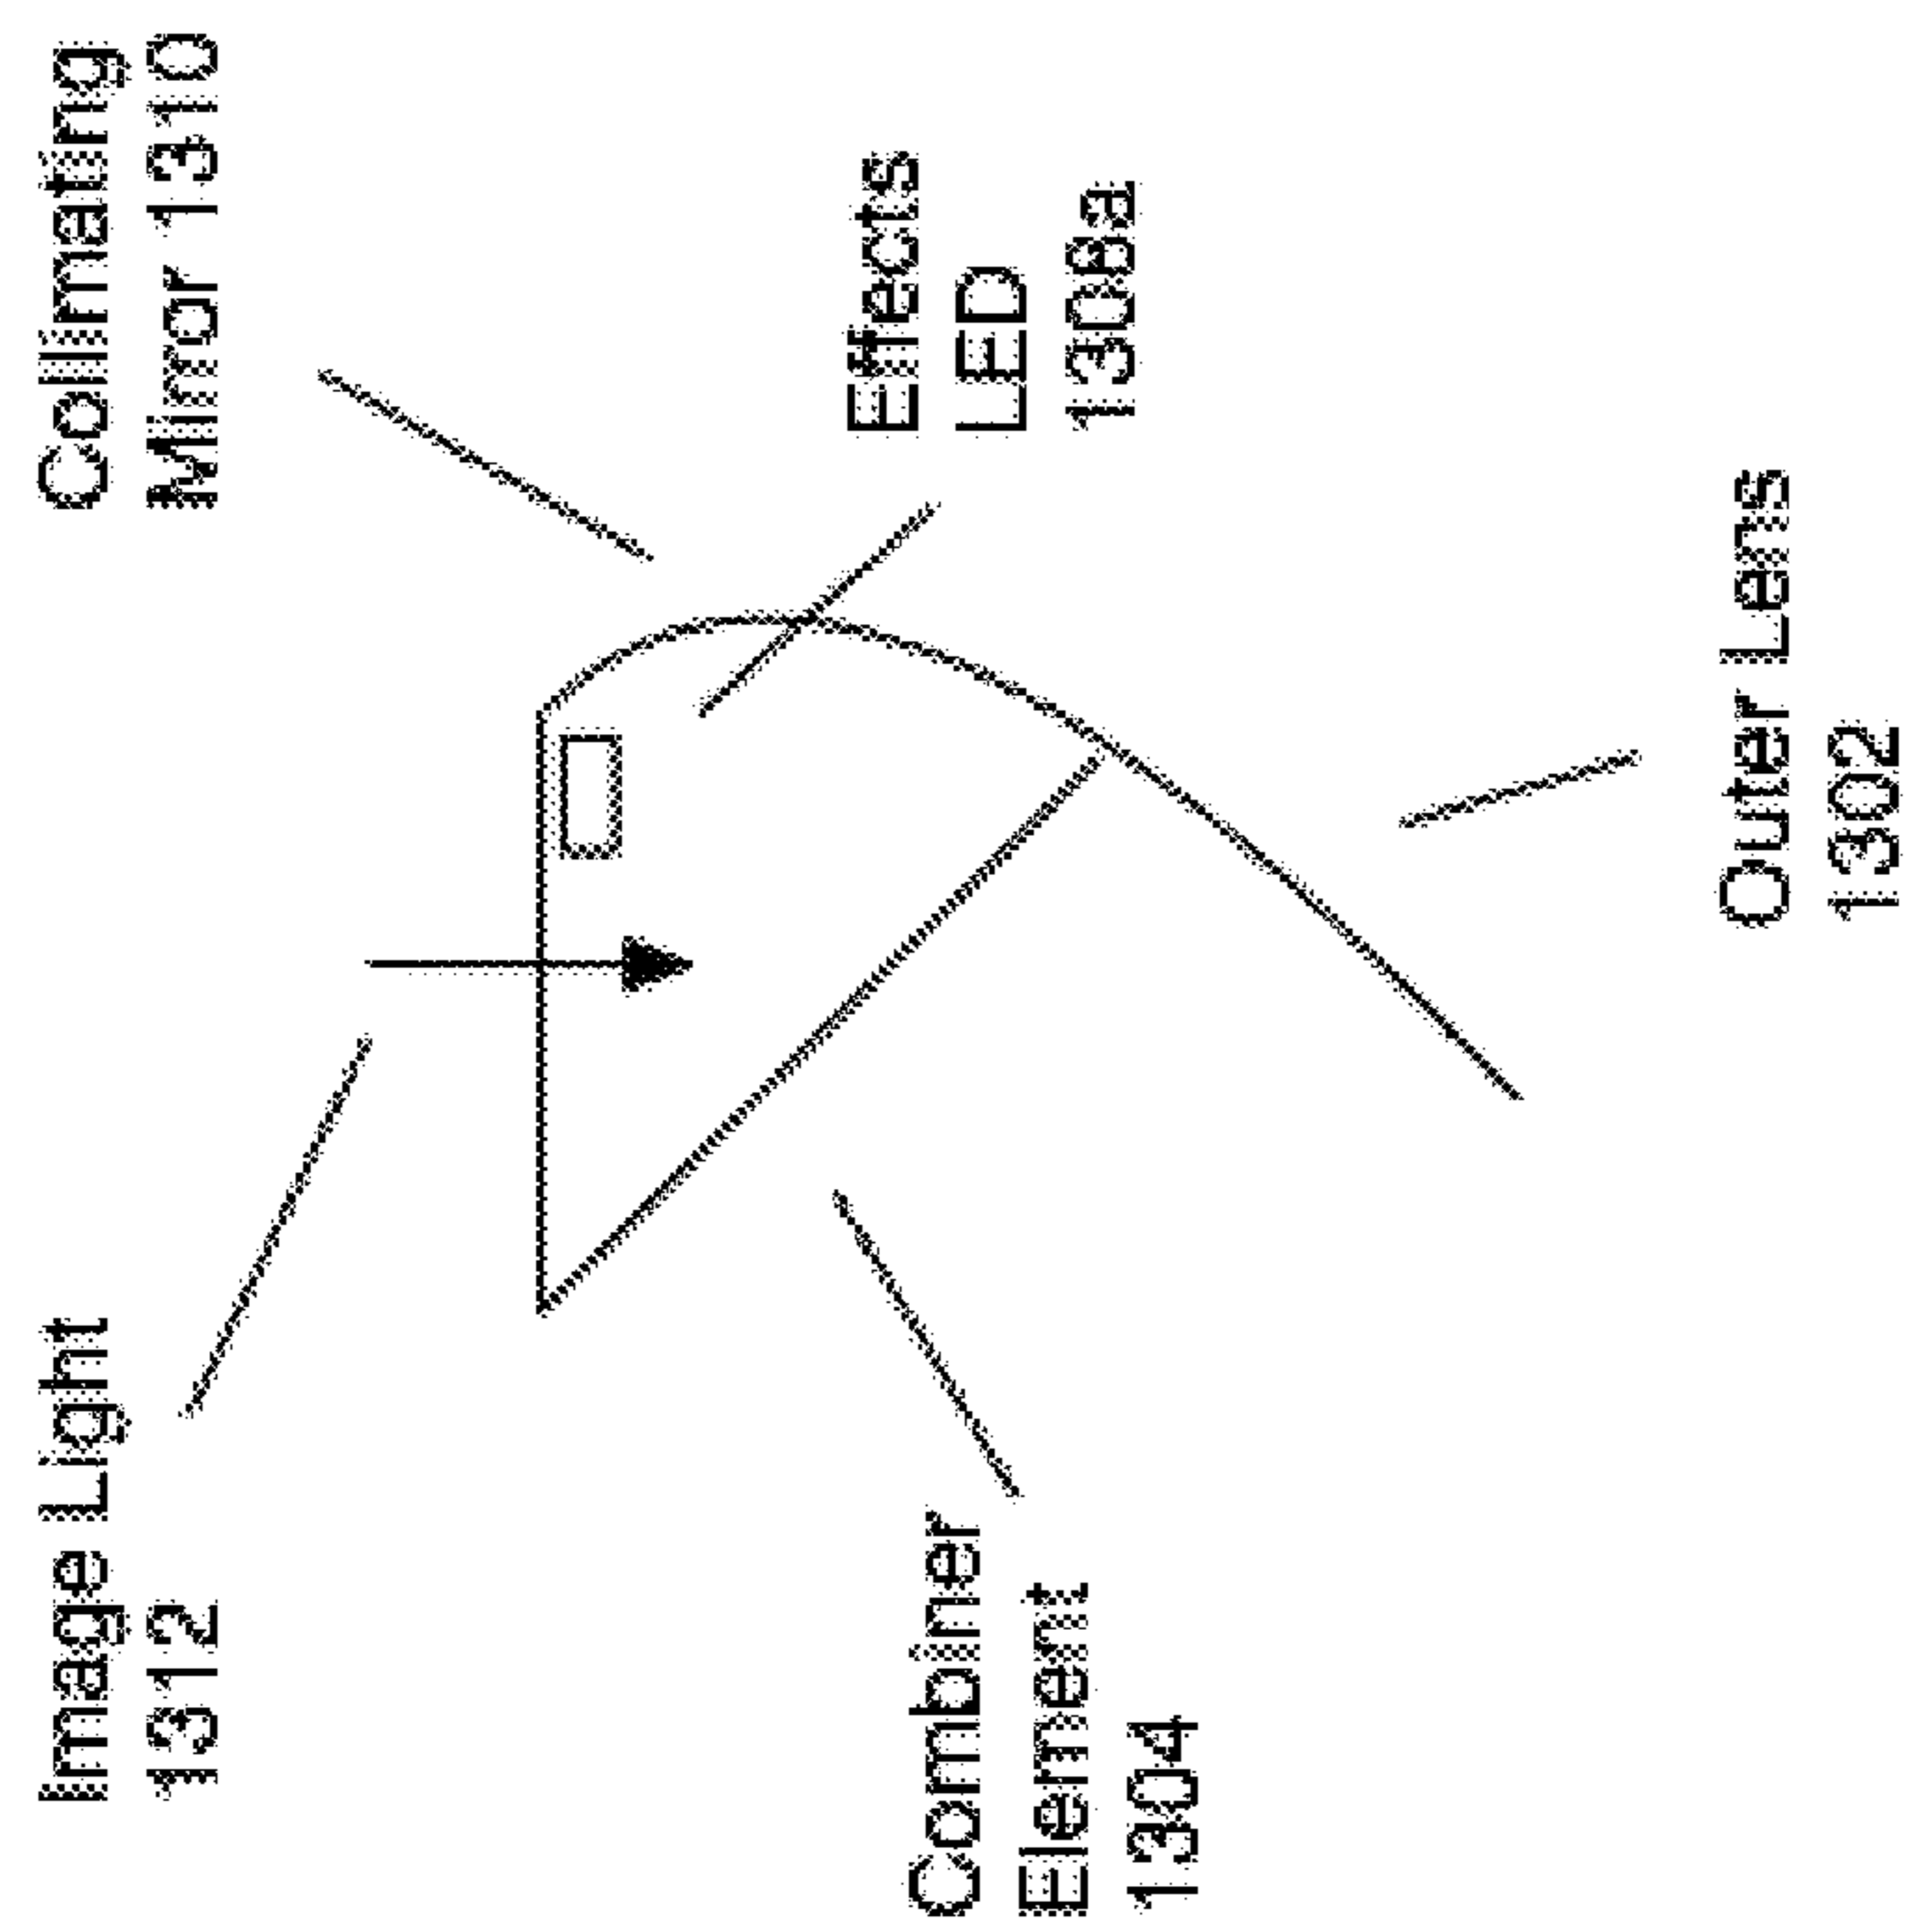 Image Light
1312
Collimating
Mirror 1310
Effects
LED
1308a
Combiner
Element
1304
Outer Lens
1302